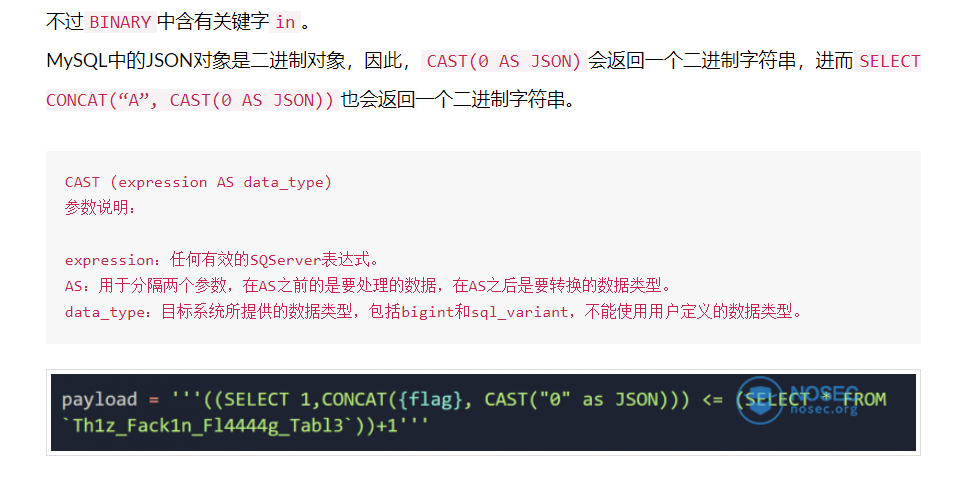 不过 BINARY 中含有关键字 in 。
MySQL中的JSON对象是二进制对象，因此， CAST(0 AS JSON) 会返回一个二进制字符串，进而 SELECT
CONCAT(“A”, CAST(0 AS JSON)) 也会返回一个二进制字符串。
CAST (expression AS data_type)
参数说明:
expression：任何有效的SQServer表达式。
AS：用于分隔两个参数，在AS之前的是要处理的数据，在AS之后是要转换的数据类型。
data_type：目标系统所提供的数据类型，包括bigint和sql_variant，不能使用用户定义的数据类型。
payload = '''((SELECT 1,CONCAT({flag}, CAST("0" as JSON))) <= (SELECT * FROM
`Th1z_Fack1n_Fl4444g_Tabl3`))+1'''
NOSEC
nosec.org